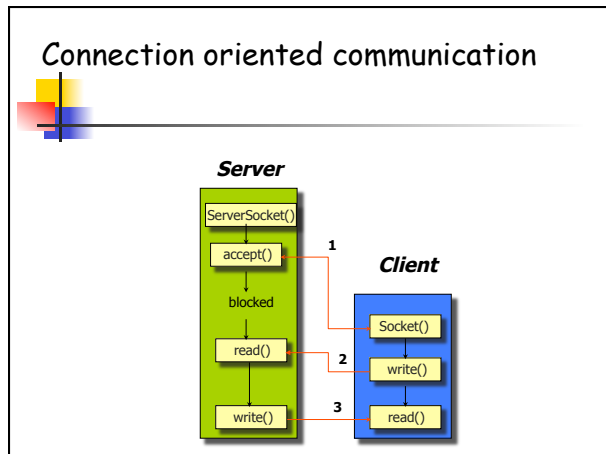 Connection oriented communication
Server
ServerSocket()
accept()
blocked
read()
write()
1
2
3
Client
Socket()
write()
read()